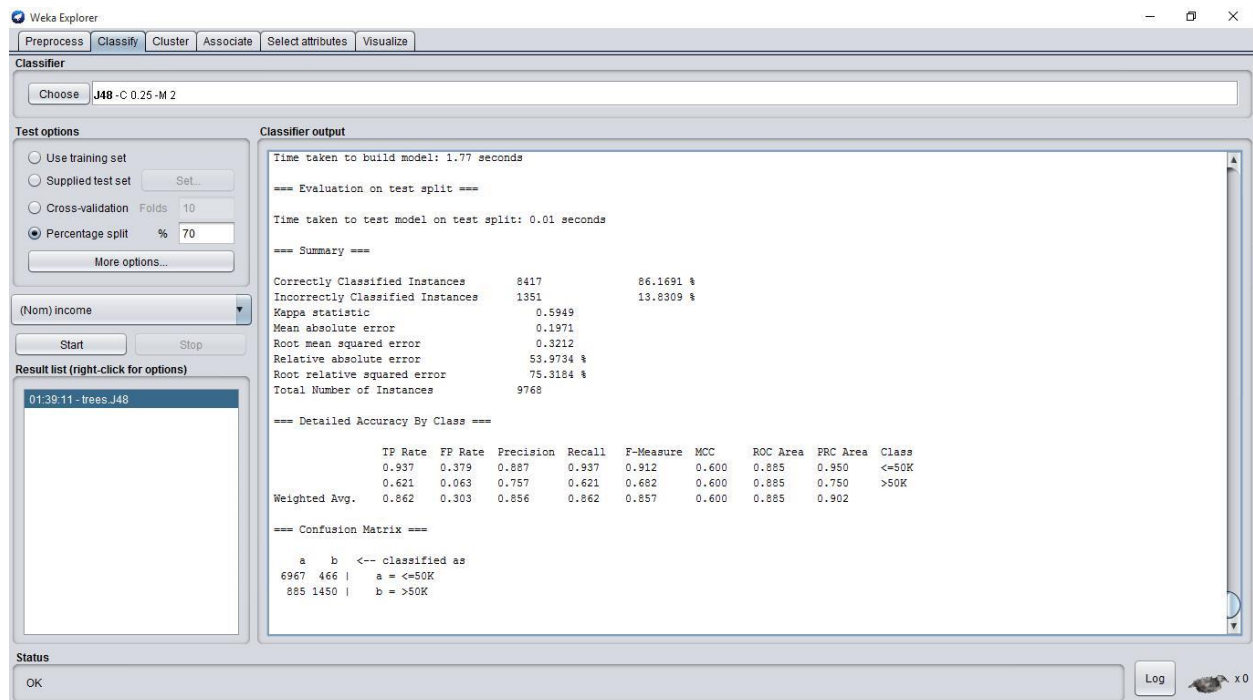 Weka Explorer
Preprocess Classify Cluster Associate Select attributes Visualize
Classifier
Choose J48 -C 0.25 -M 2
Test options
Use training set
Supplied test set Set...
Cross-validation Folds 10
Percentage split % 70
More options...
(Nom) income
Start Stop
Result list (right-click for options)
01:39:11 - trees.J48
Classifier output
Time taken to build model: 1.77 seconds
=== Evaluation on test split ===
Time taken to test model on test split: 0.01 seconds
=== Summary ===
Correctly Classified Instances 8417 86.1691 %
Incorrectly Classified Instances 1351 13.8309 %
Kappa statistic 0.5949
Mean absolute error 0.1971
Root mean squared error 0.3212
Relative absolute error 53.9734 %
Root relative squared error 75.3184 %
Total Number of Instances 9768
=== Detailed Accuracy By Class ===
TP Rate FP Rate Precision Recall F-Measure MCC ROC Area PRC Area Class
0.937 0.379 0.887 0.937 0.912 0.600 0.885 0.950 <=50K
0.621 0.063 0.757 0.621 0.682 0.600 0.885 0.750 >50K
Weighted Avg. 0.862 0.303 0.856 0.862 0.857 0.600 0.885 0.902
=== Confusion Matrix ===
a b <-- classified as
6967 466 | a = <=50K
885 1450 | b = >50K
Status
OK
Log x 0